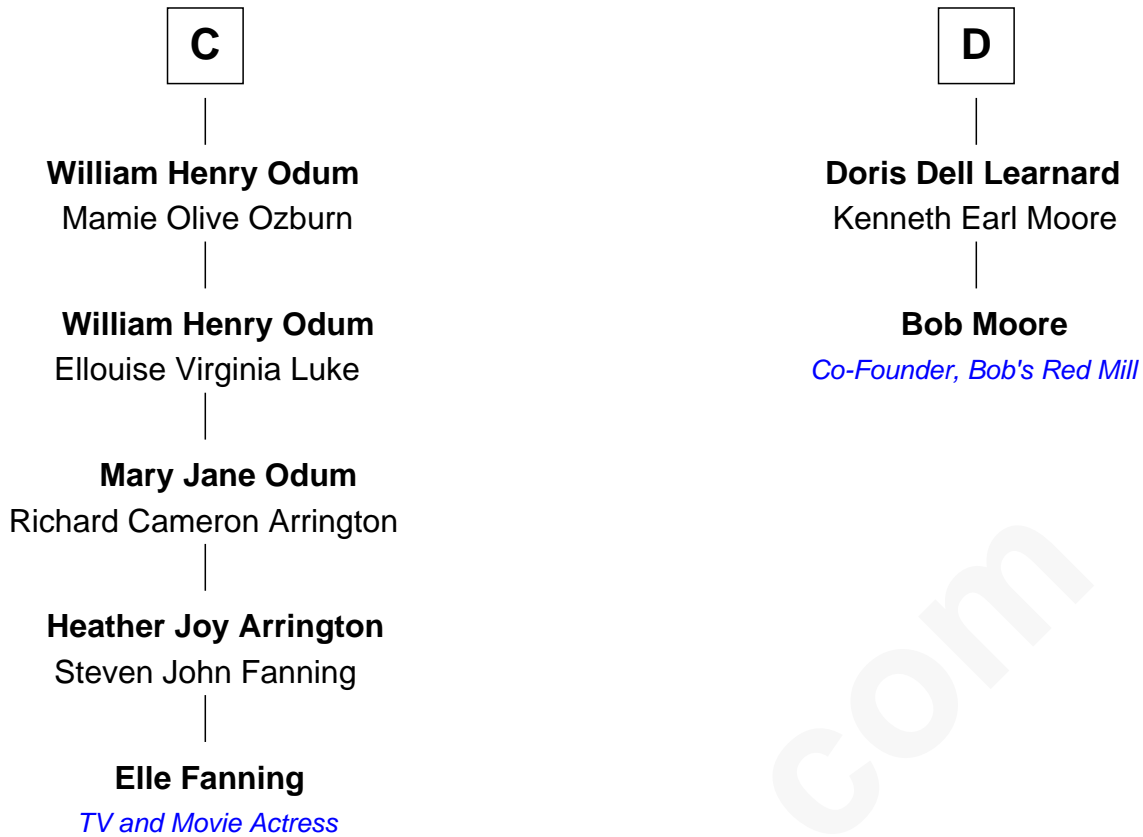 C
William Henry Odum
Mamie Olive Ozburn
William Henry Odum
Ellouise Virginia Luke
Mary Jane Odum
Richard Cameron Arrington
Heather Joy Arrington
Steven John Fanning
Elle Fanning
TV and Movie Actress
D
Doris Dell Learnard
Kenneth Earl Moore
Bob Moore
Co-Founder, Bob's Red Mill
com